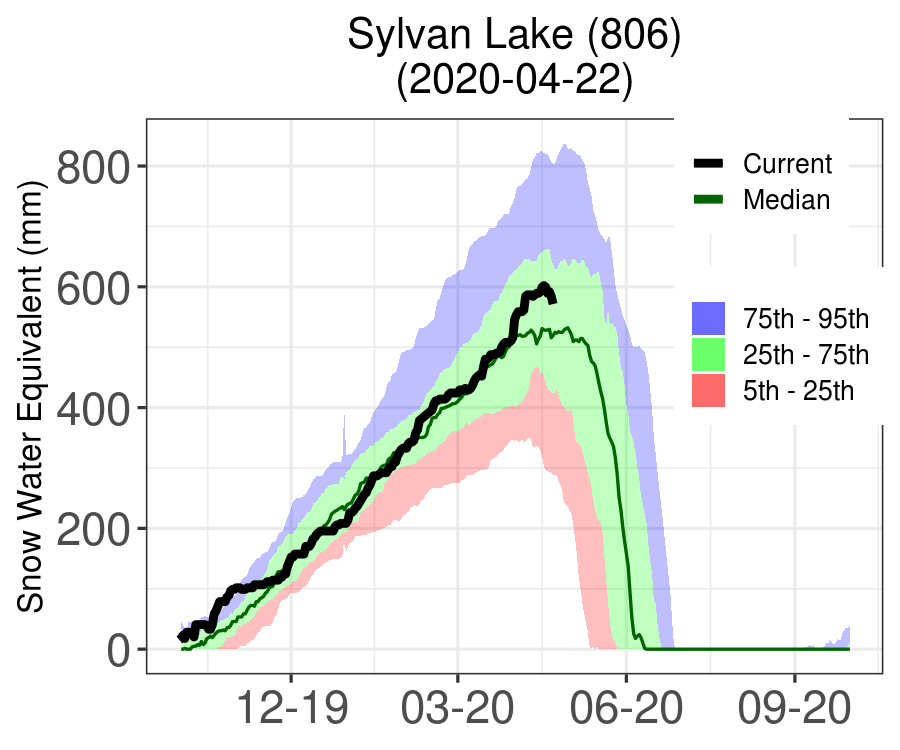 Sylvan Lake (806)
(2020-04-22)
Snow Water Equivalent (mm)
800
600
400
200
0
12-19
03-20
06-20
09-20
Current
Median
75th - 95th
25th - 75th
5th - 25th